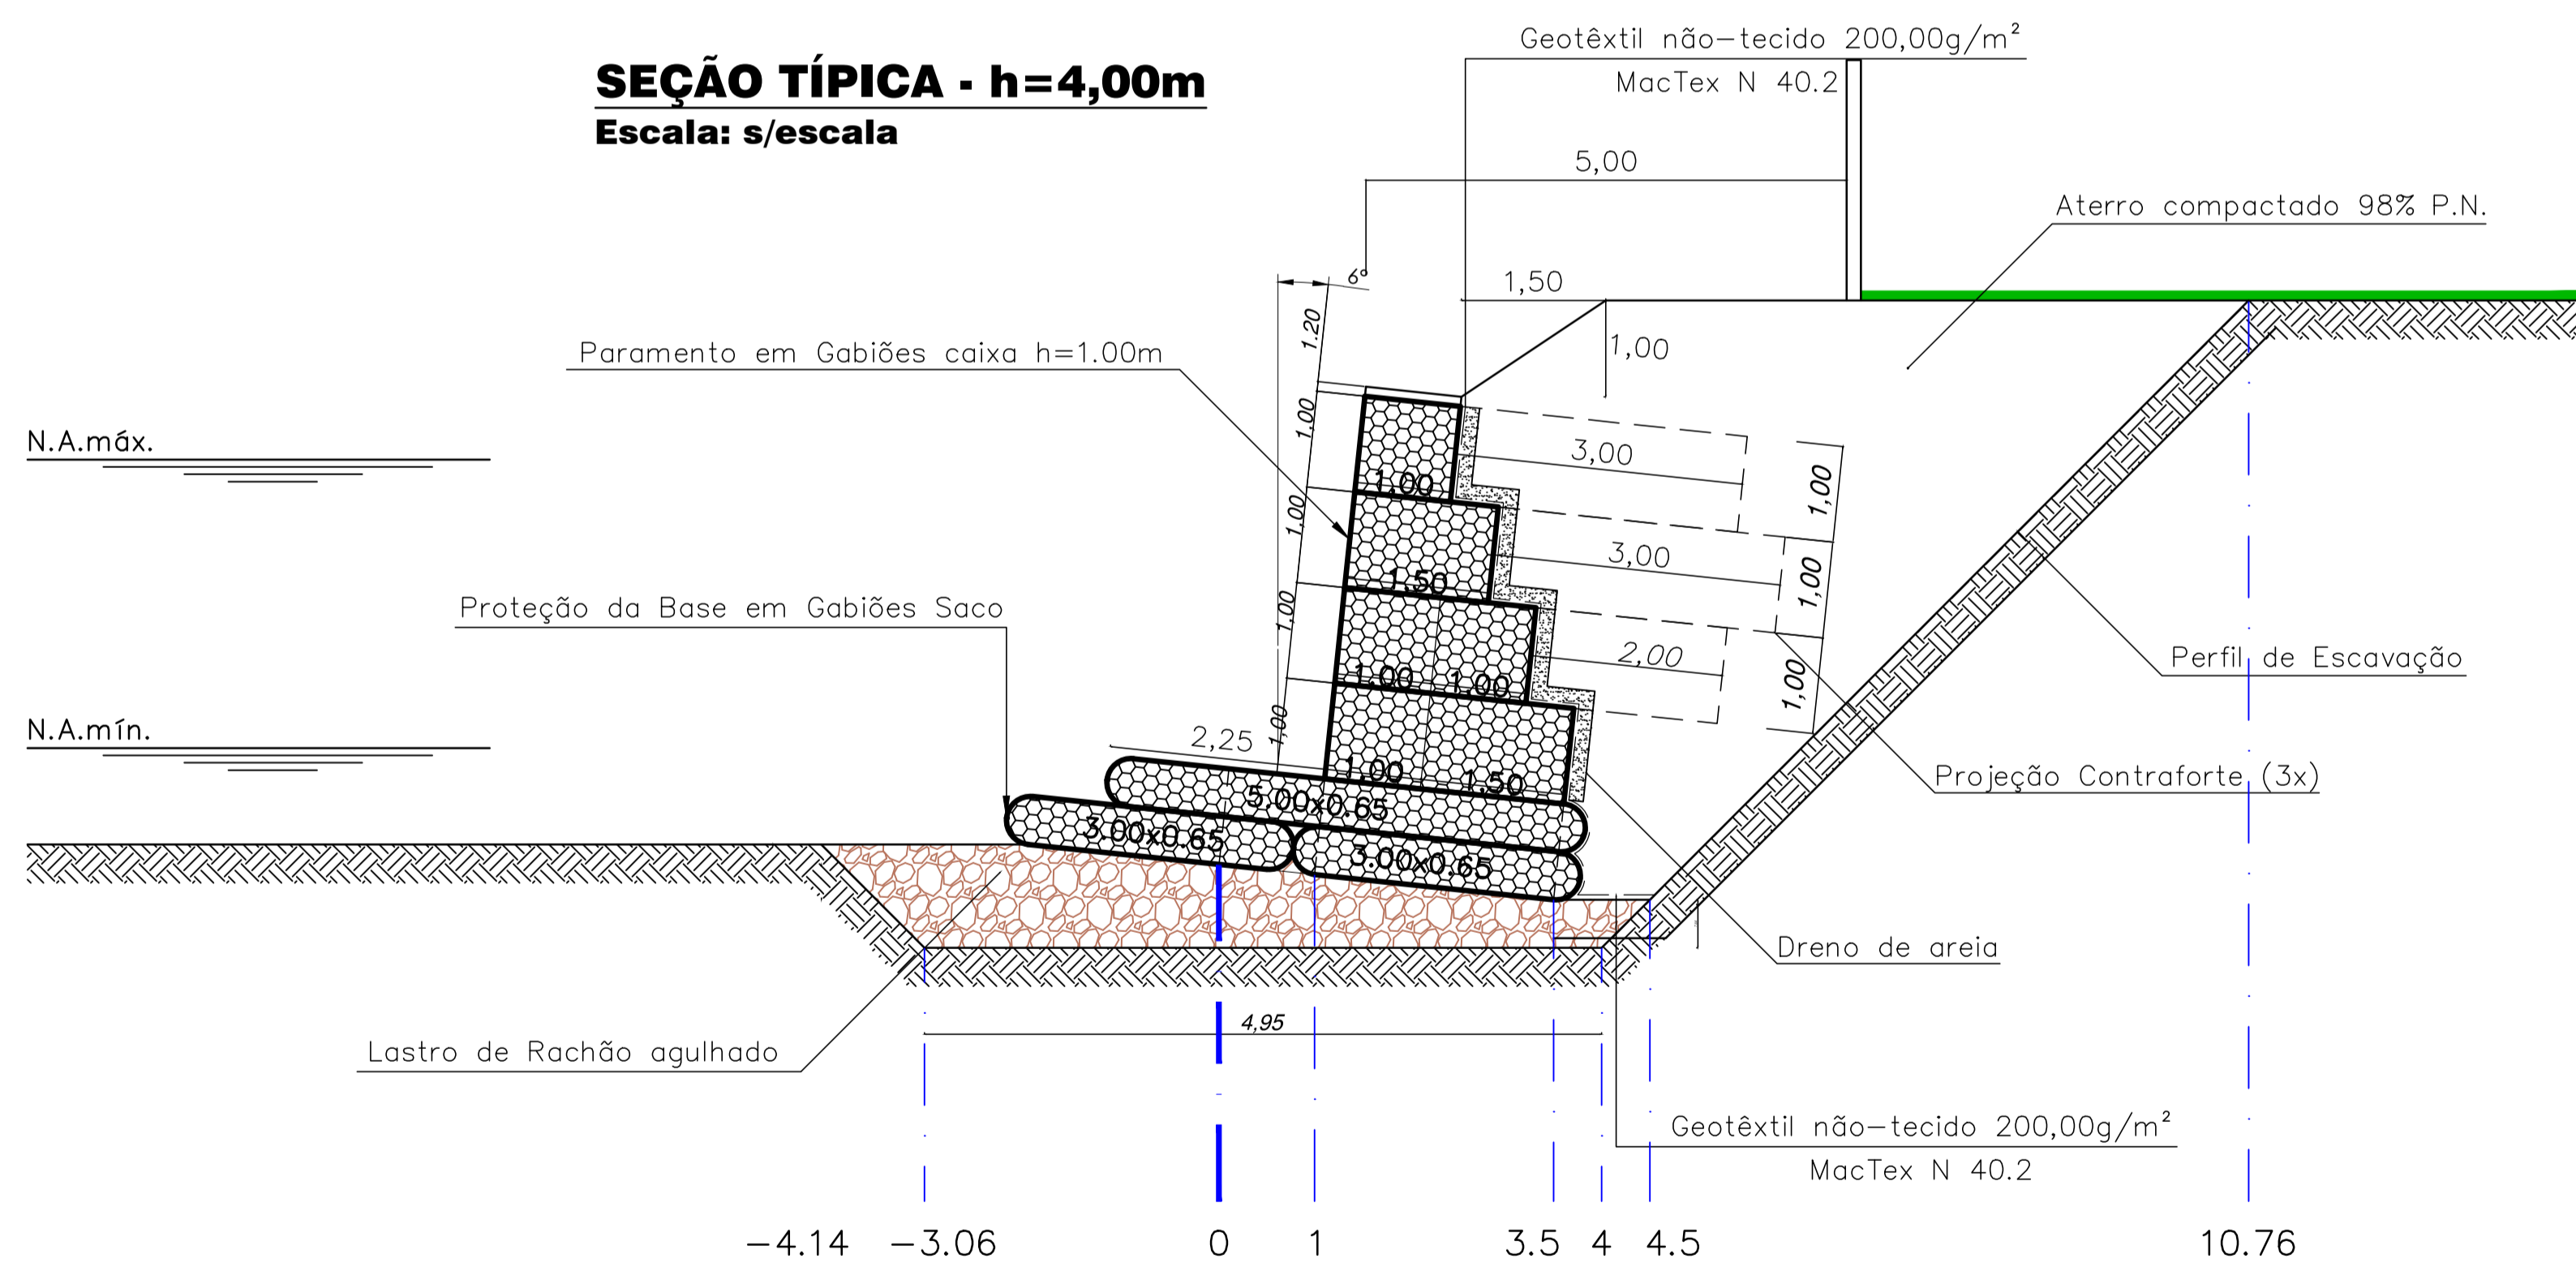 Geotêxtil não-tecido 200,00g/m²
MacTex N 40.2
SEÇÃO TÍPICA - h=4,00m
Escala: s/escala
5,00
Aterro compactado 98% P.N.
6°
1,50
1.20
1,00
Paramento em Gabiões caixa h=1.00m
1.00
N.A.máx.
3,00
1,00
1.00
1.00
3,00
1,00
1.50
Proteção da Base em Gabiões Saco
1.00
2,00
Perfil de Escavação
1,00
1.00
1.00
N.A.mín.
2,25
1,00
1.00
1.50
Projeção Contraforte (3x)
5.00x0.65
3.00x0.65
3.00x0.65
Dreno de areia
4,95
Lastro de Rachão agulhado
Geotêxtil não-tecido 200,00g/m²
MacTex N 40.2
-4.14
-3.06
0
1
3.5
4
4.5
10.76